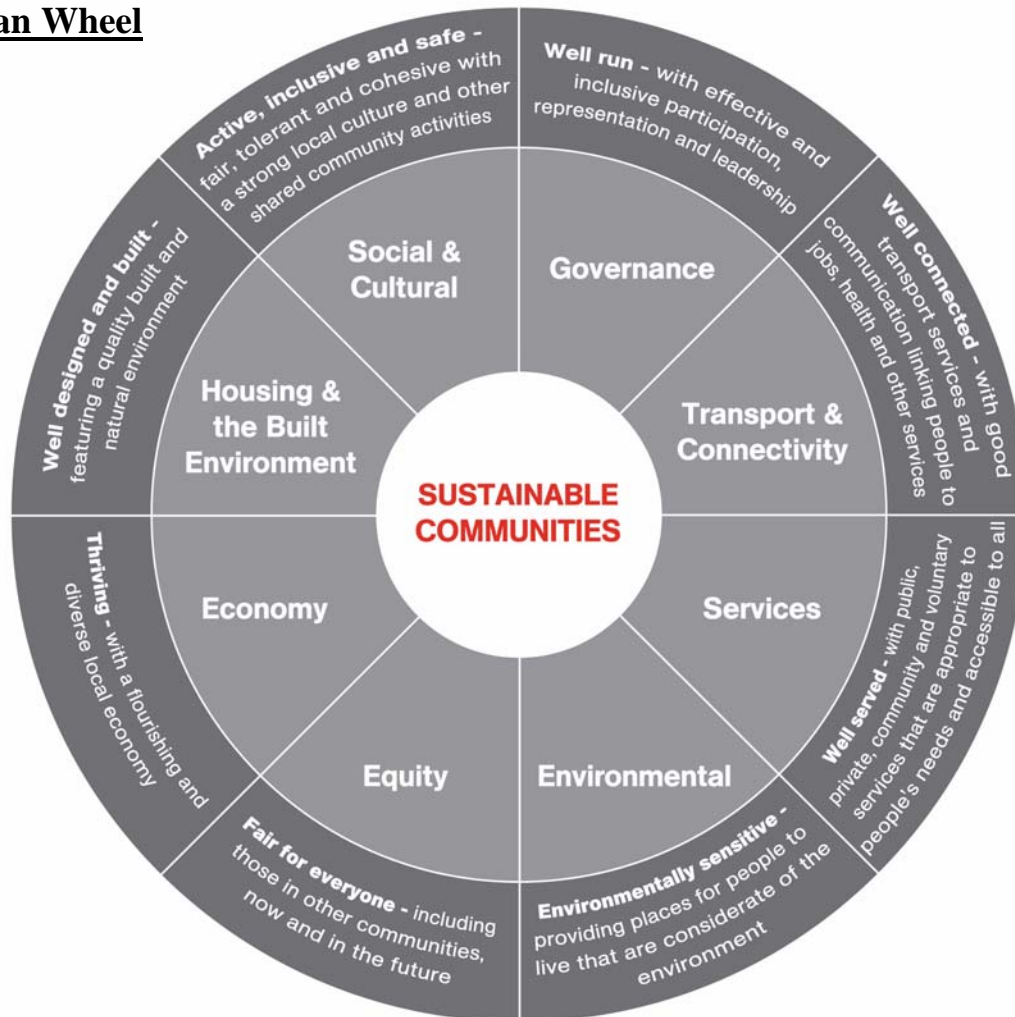 an Wheel
Active, inclusive and safe -
fair, tolerant and cohesive with
a strong local culture and other
shared community activities
Well run - with effective and
inclusive participation,
representation and leadership
Well connected - with good
transport services and
communication linking people to
jobs, health and other services
Well served - with public,
private, community and voluntary
services that are appropriate to
people's needs and accessible to all
Environmentally sensitive -
providing places for people to
live that are considerate of the
environment
Fair for everyone - including
those in other communities,
now and in the future
Thriving - with a flourishing and
diverse local economy
Well designed and built -
featuring a quality built and
natural environment
Social &
Cultural
Governance
Transport &
Connectivity
Services
Environmental
Equity
Economy
Housing &
the Built
Environment
SUSTAINABLE
COMMUNITIES